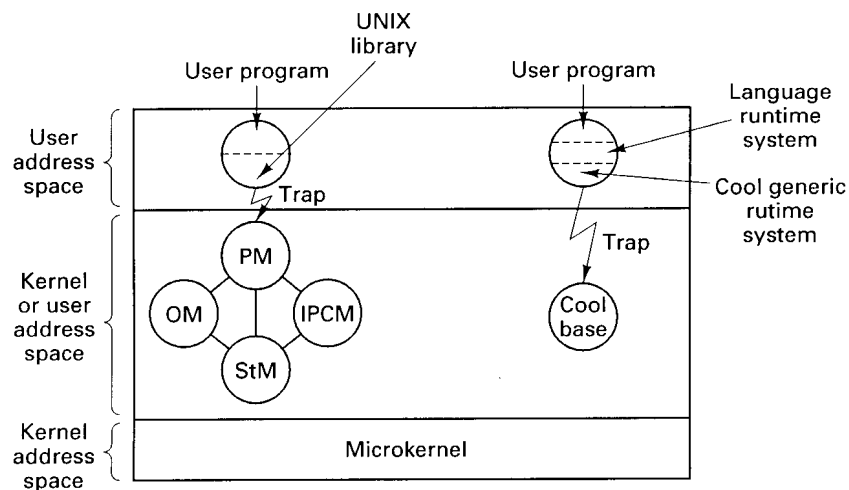 UNIX
library
User program
User program
Language
runtime
system
User
address
space
Cool generic
rutime
system
Trap
Trap
Kernel
or user
address
space
PM
OM
IPCM
StM
Cool
base
Kernel
address
space
Microkernel